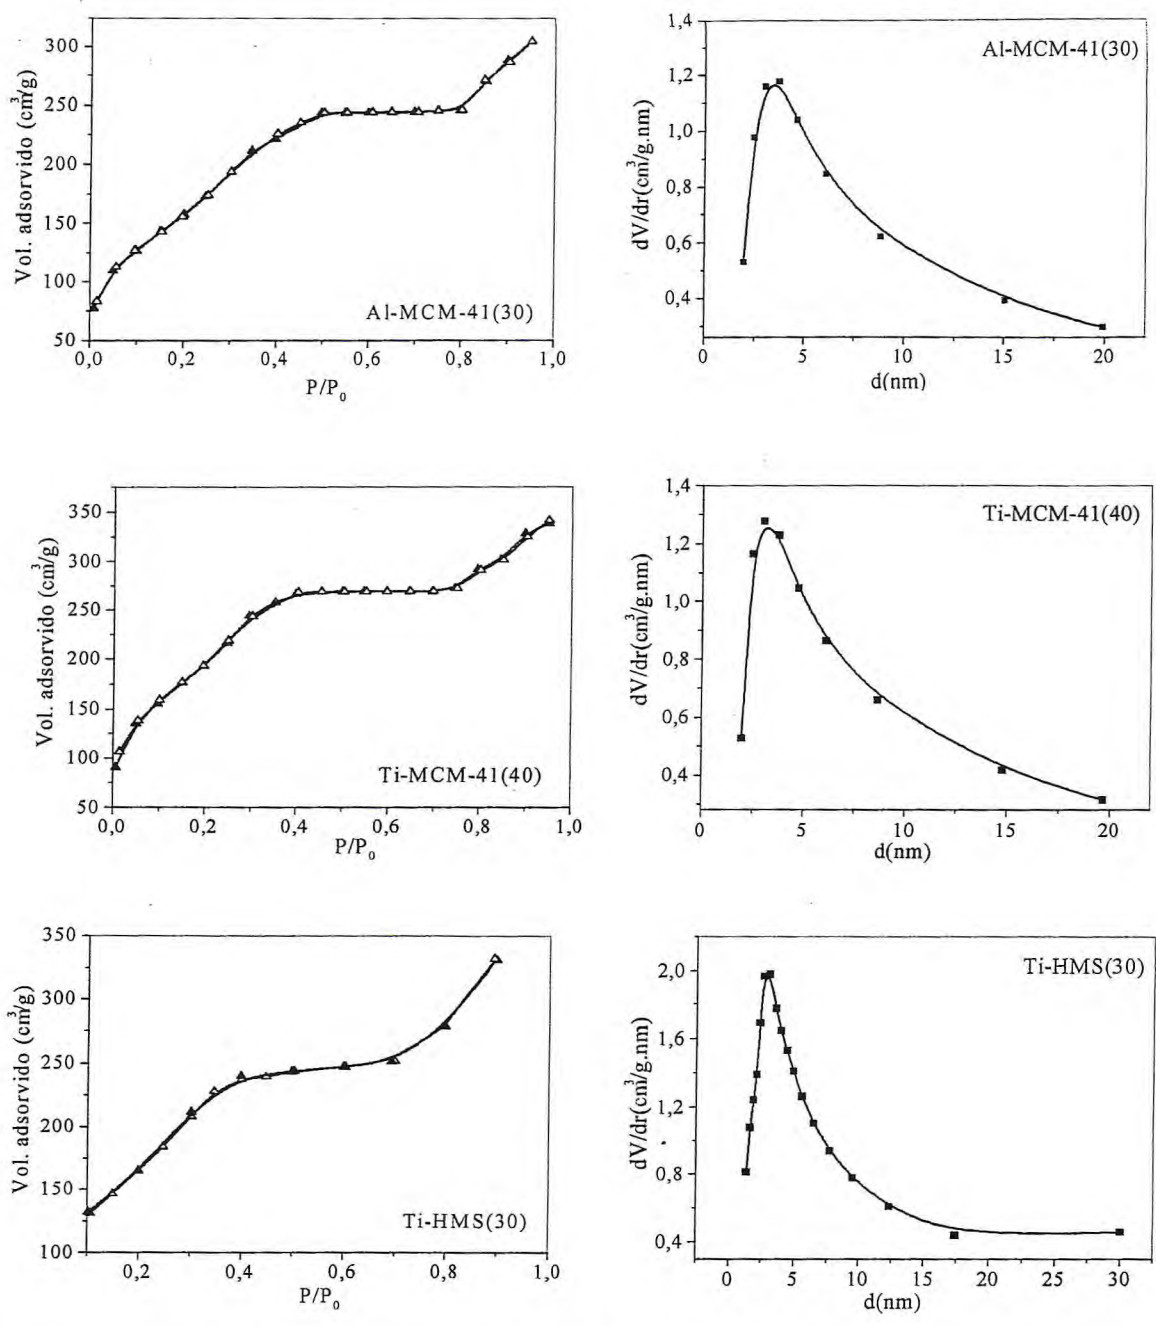 Vol. adsorvido (cm³/g)
300
250
200
150
100
50
Al-MCM-41(30)
0,0 0,2 0,4 0,6 0,8 1,0
P/P₀
dV/dr(cm³/g.nm)
1,4
1,2
1,0
0,8
0,6
0,4
Al-MCM-41(30)
0 5 10 15 20
d(nm)
Vol. adsorvido (cm³/g)
350
300
250
200
150
100
50
Ti-MCM-41(40)
0,0 0,2 0,4 0,6 0,8 1,0
P/P₀
dV/dr(cm³/g.nm)
1,4
1,2
1,0
0,8
0,6
0,4
Ti-MCM-41(40)
0 5 10 15 20
d(nm)
Vol. adsorvido (cm³/g)
350
300
250
200
150
100
Ti-HMS(30)
0,2 0,4 0,6 0,8 1,0
P/P₀
dV/dr(cm³/g.nm)
2,0
1,6
1,2
0,8
0,4
Ti-HMS(30)
0 5 10 15 20 25 30
d(nm)